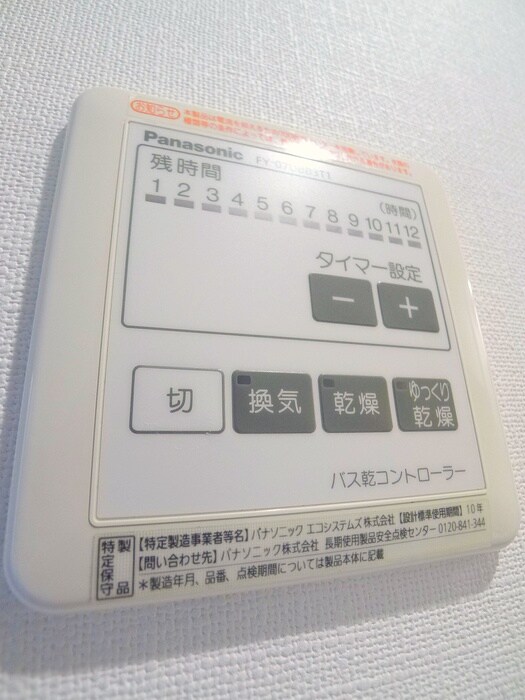 お知らせ
Panasonic
残時間
(時間)
1 2 3 4 5 6 7 8 9 10 11 12
タイマー設定
－ ＋
切 換気 乾燥 ゆっくり乾燥
バス乾コントローラー
特定保守製品
【特定製造事業者等名】パナソニック エコシステムズ株式会社【設計標準使用期間】10年
【問い合わせ先】パナソニック株式会社 長期使用製品安全点検センター 0120-841-344
＊製造年月、品番、点検期間については製品本体に記載